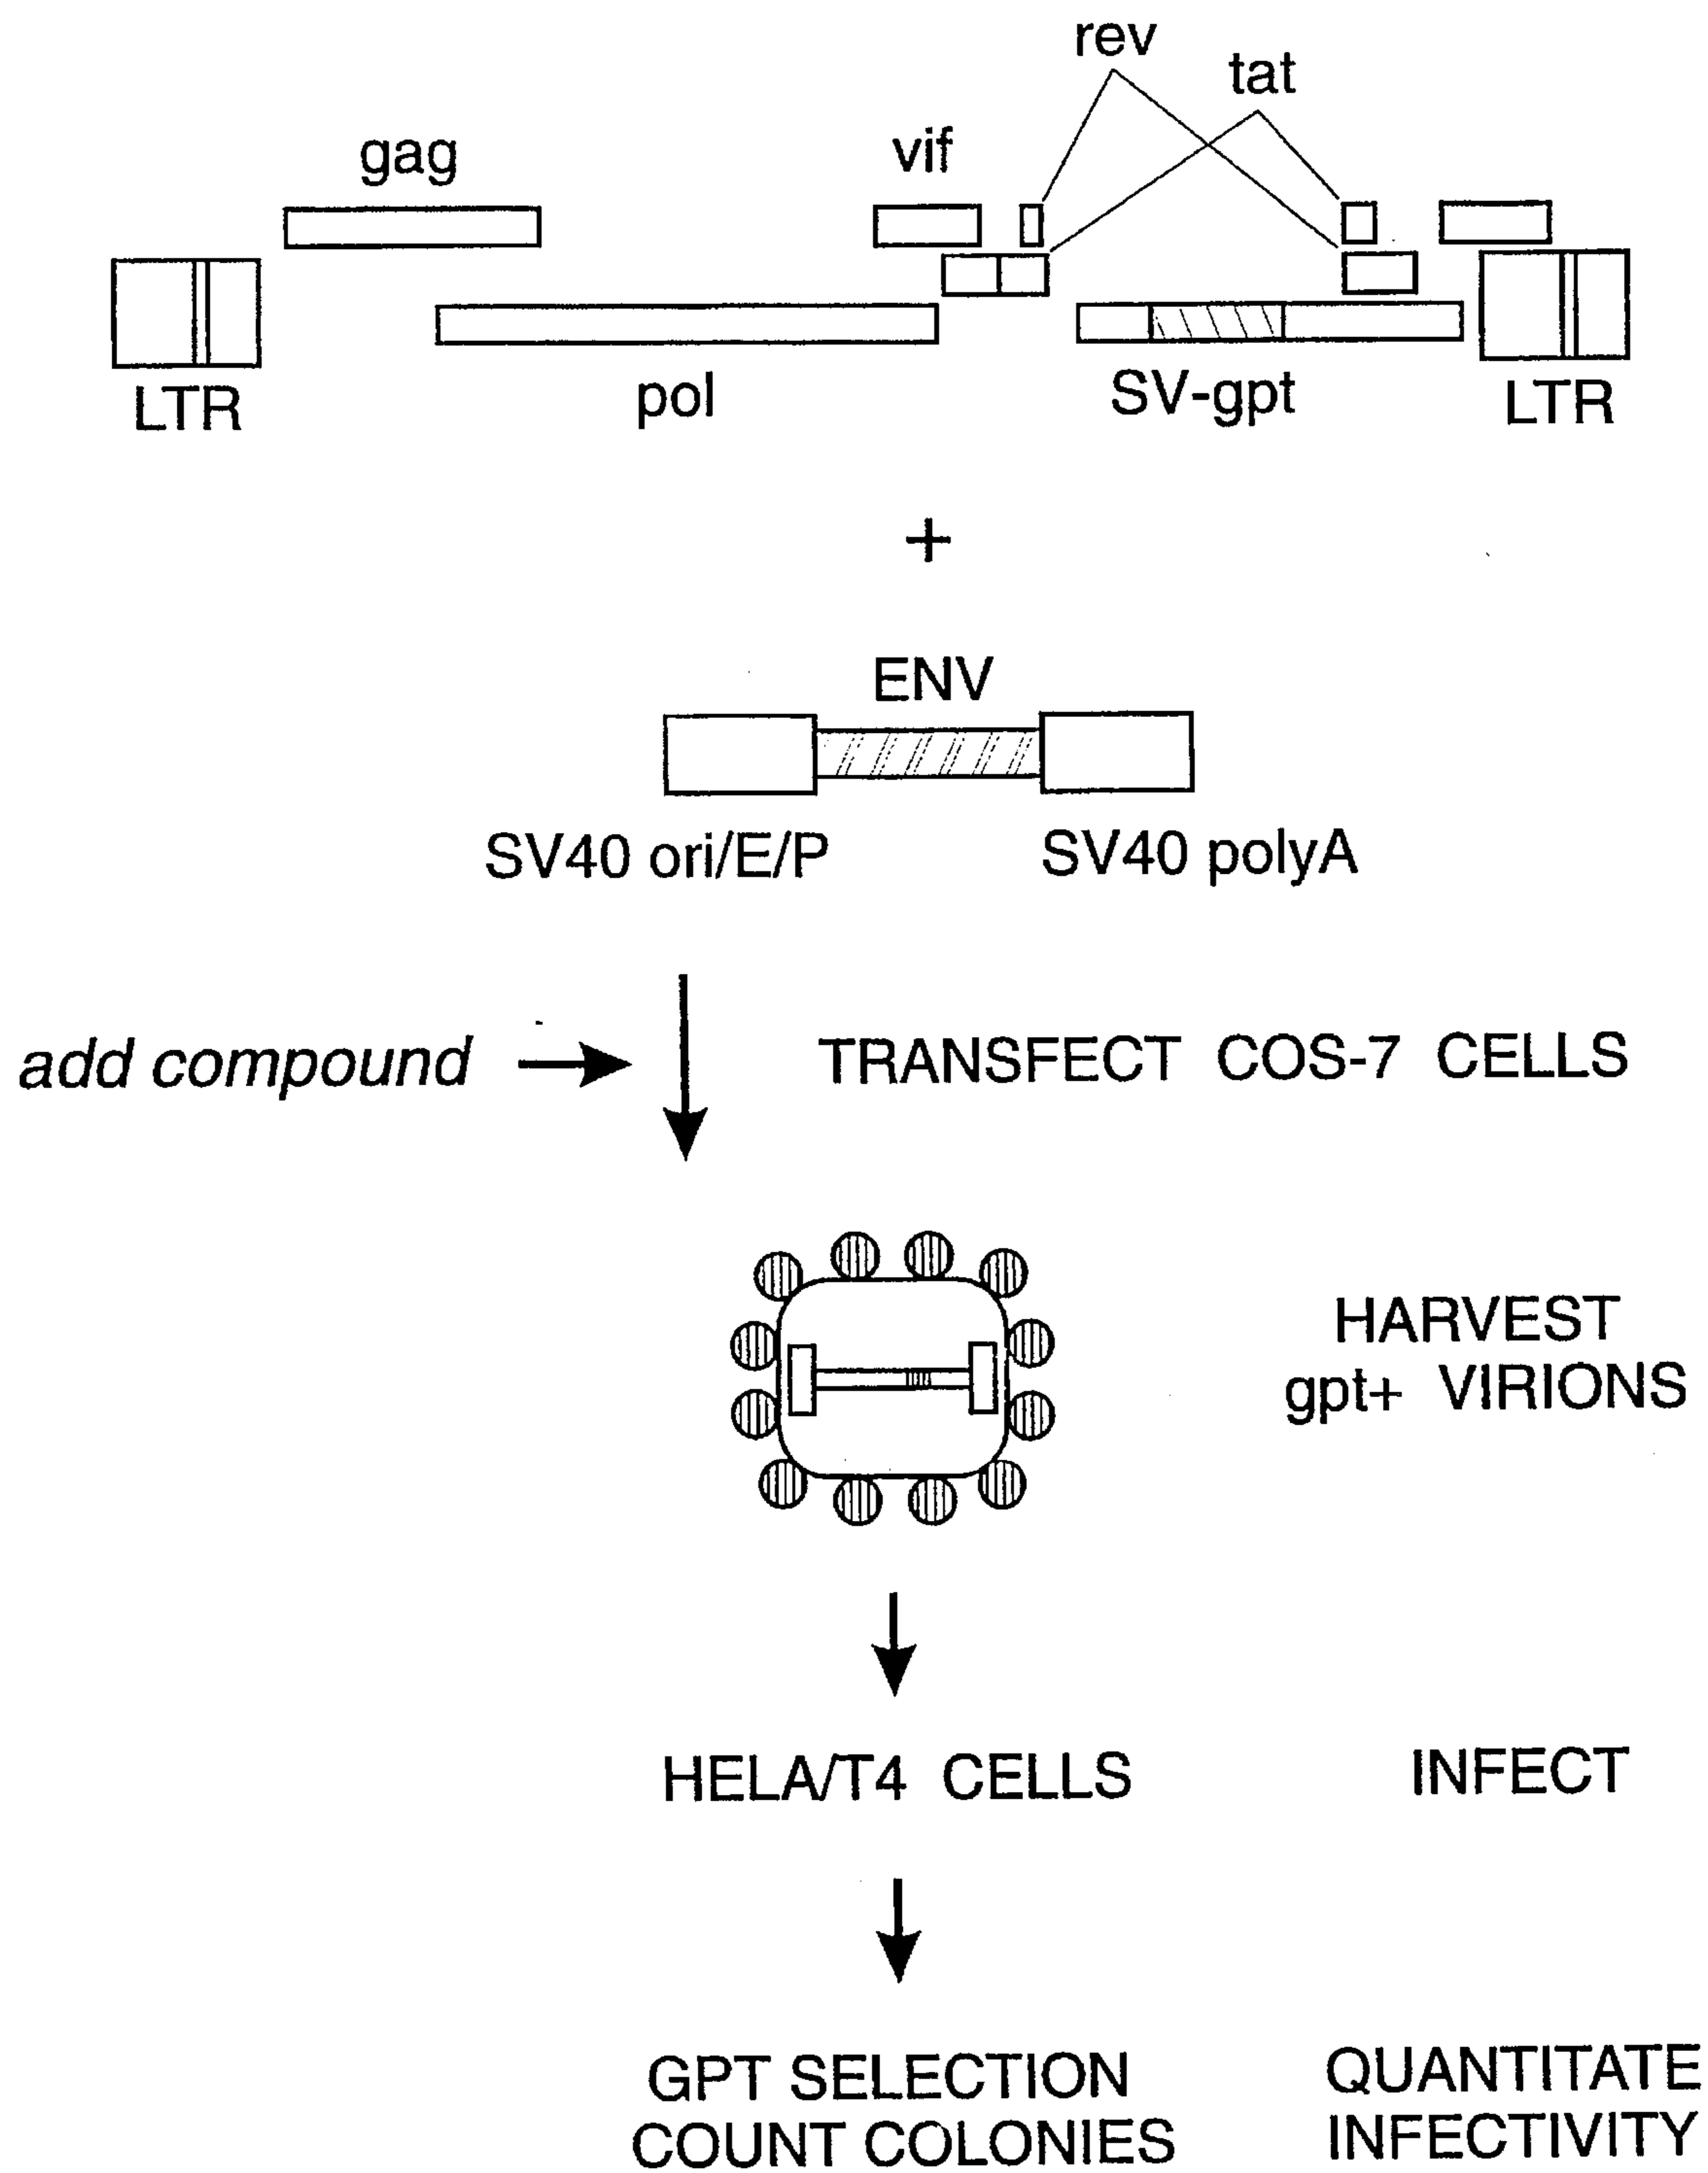 rev
tat
gag
vif
LTR
pol
SV-gpt
LTR
+
ENV
SV40 ori/E/P
SV40 polyA
add compound
TRANSFECT COS-7 CELLS
HARVEST
gpt+ VIRIONS
HELA/T4 CELLS
INFECT
GPT SELECTION
COUNT COLONIES
QUANTITATE
INFECTIVITY